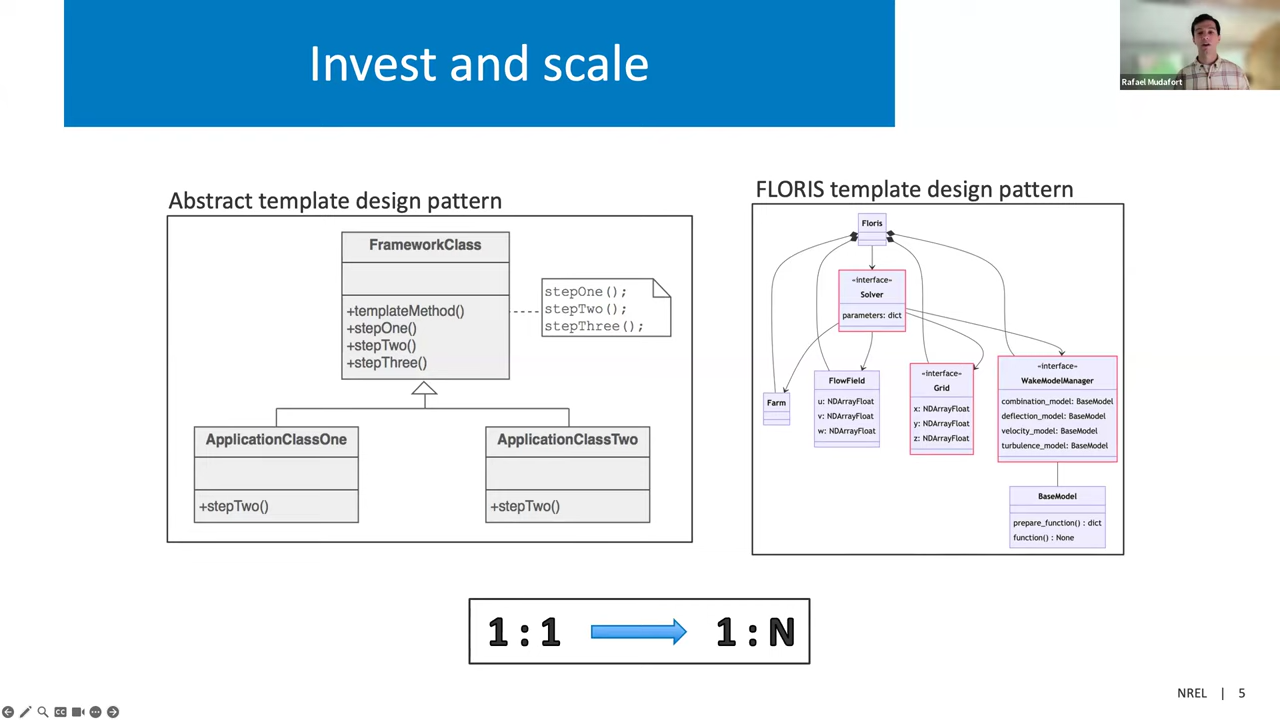 Invest and scale
Rafael Mudafort
Abstract template design pattern
FrameworkClass
+templateMethod()
+stepOne()
+stepTwo()
+stepThree()
stepOne();
stepTwo();
stepThree();
ApplicationClassOne
+stepTwo()
ApplicationClassTwo
+stepTwo()
FLORIS template design pattern
Floris
«interface»
Solver
parameters: dict
Farm
FlowField
u: NDArrayFloat
v: NDArrayFloat
w: NDArrayFloat
«interface»
Grid
x: NDArrayFloat
y: NDArrayFloat
z: NDArrayFloat
«interface»
WakeModelManager
combination_model: BaseModel
deflection_model: BaseModel
velocity_model: BaseModel
turbulence_model: BaseModel
BaseModel
prepare_function() : dict
function() : None
1 : 1
1 : N
NREL | 5